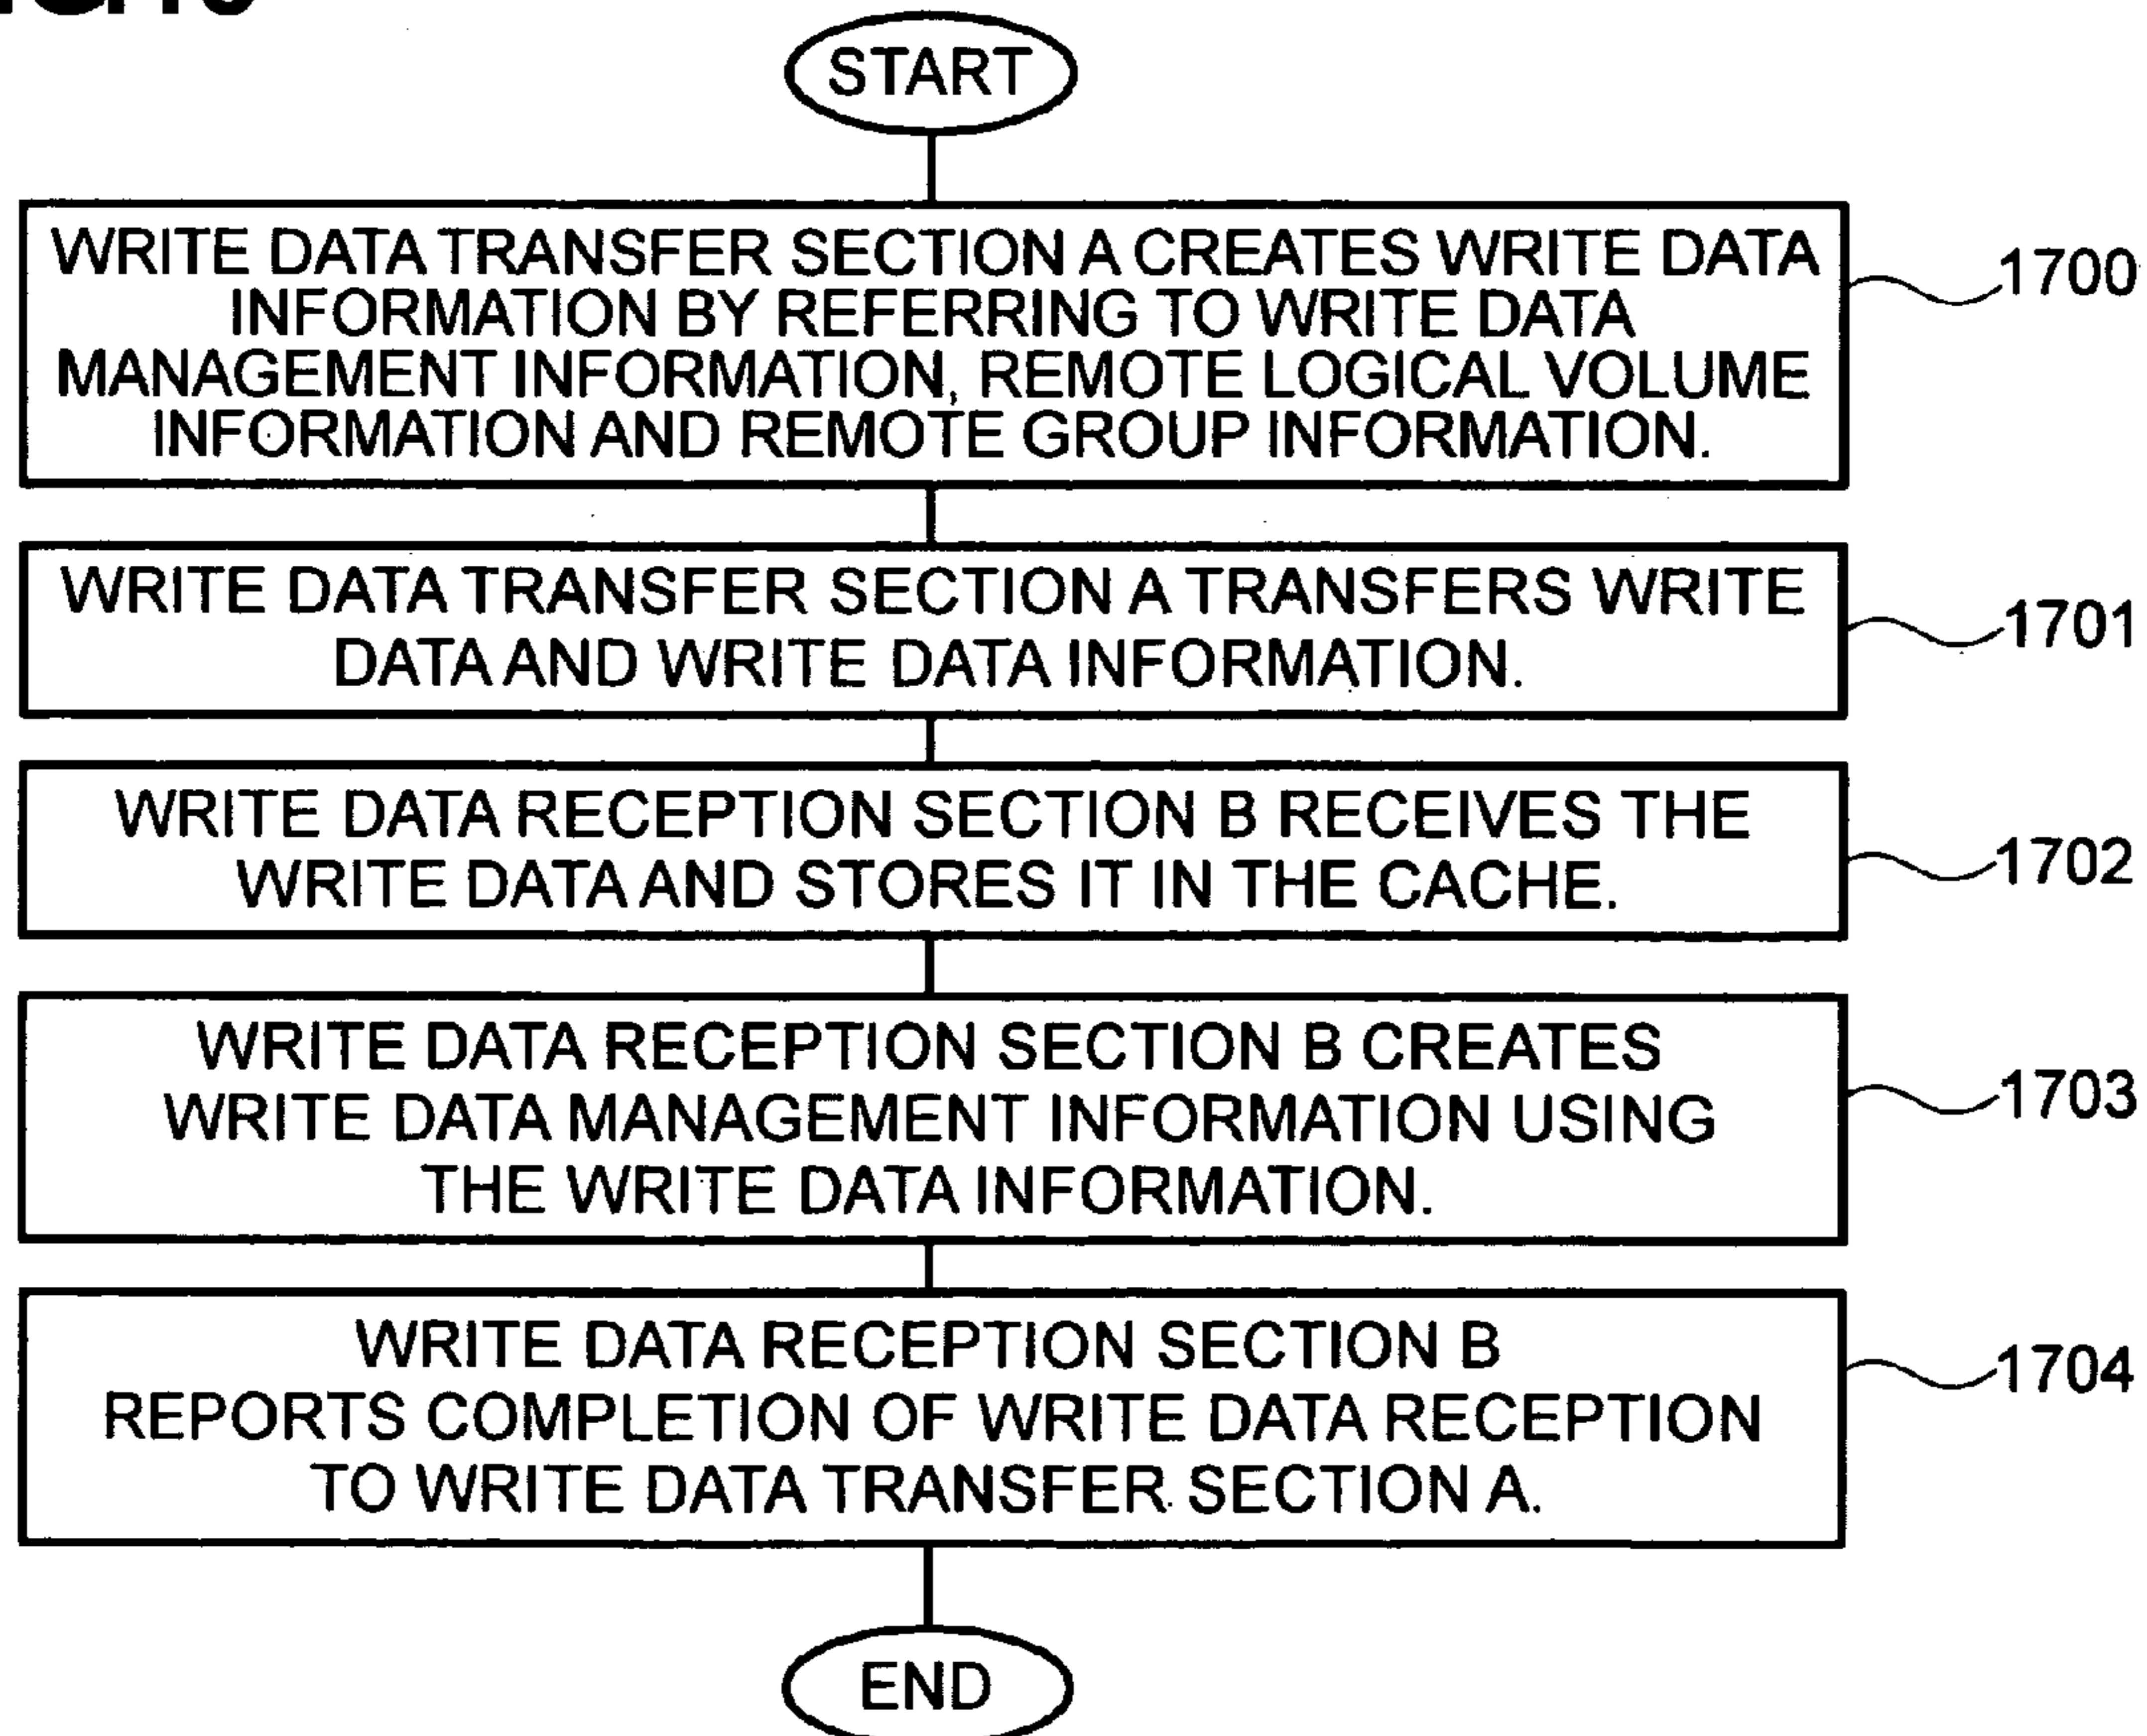 START
WRITE DATA TRANSFER SECTION A CREATES WRITE DATA
INFORMATION BY REFERRING TO WRITE DATA
MANAGEMENT INFORMATION, REMOTE LOGICAL VOLUME
INFORMATION AND REMOTE GROUP INFORMATION.
1700
WRITE DATA TRANSFER SECTION A TRANSFERS WRITE
DATA AND WRITE DATA INFORMATION.
1701
WRITE DATA RECEPTION SECTION B RECEIVES THE
WRITE DATA AND STORES IT IN THE CACHE.
1702
WRITE DATA RECEPTION SECTION B CREATES
WRITE DATA MANAGEMENT INFORMATION USING
THE WRITE DATA INFORMATION.
1703
WRITE DATA RECEPTION SECTION B
REPORTS COMPLETION OF WRITE DATA RECEPTION
TO WRITE DATA TRANSFER SECTION A.
1704
END